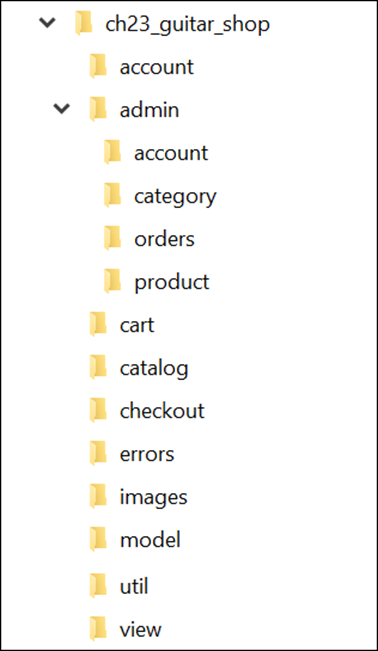 ch23_guitar_shop
account
admin
account
category
orders
product
cart
catalog
checkout
errors
images
model
util
view